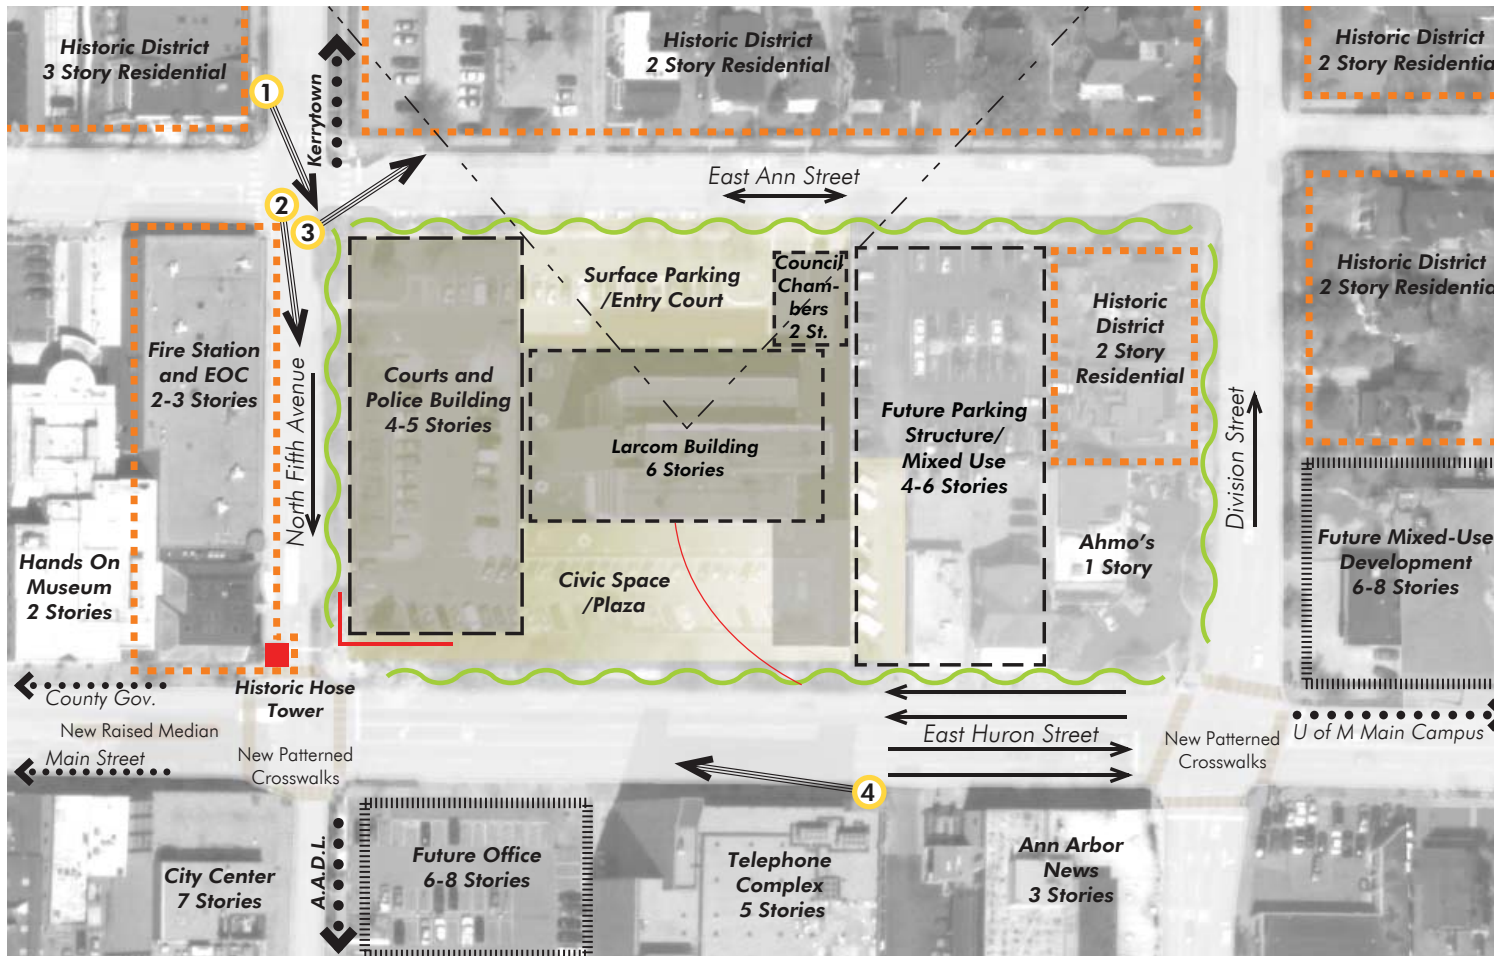 Historic District
3 Story Residential
Historic District
2 Story Residential
Historic District
2 Story Residentia
1
Kerrytown
East Ann Street
2
3
Surface Parking
/Entry Court
Council
Cham-
bers
2 St.
Historic District
2 Story Residentia
Historic
District
2 Story
Residential
Fire Station
and EOC
2-3 Stories
North Fifth Avenue
Courts and
Police Building
4-5 Stories
Larcom Building
6 Stories
Future Parking
Structure/
Mixed Use
4-6 Stories
Division Street
Hands On
Museum
2 Stories
Civic Space
/Plaza
Ahmo's
1 Story
Future Mixed-Use
Development
6-8 Stories
County Gov.
Historic Hose
Tower
New Raised Median
Main Street
New Patterned
Crosswalks
East Huron Street
New Patterned
Crosswalks
U of M Main Campus
4
City Center
7 Stories
A.A.D.L.
Future Office
6-8 Stories
Telephone
Complex
5 Stories
Ann Arbor
News
3 Stories